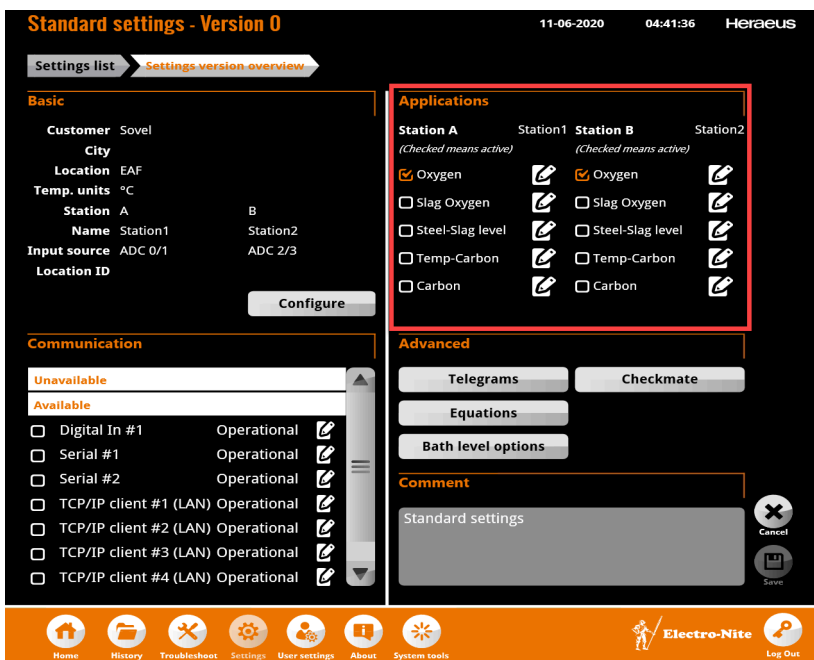 Standard settings - Version 0
11-06-2020 04:41:36 Heraeus
Settings list Settings version overview
Basic
Customer Sovel
City
Location EAF
Temp. units °C
Station A B
Name Station1 Station2
Input source ADC 0/1 ADC 2/3
Location ID
Configure
Applications
Station A Station1 Station B Station2
(Checked means active) (Checked means active)
Oxygen Oxygen
Slag Oxygen Slag Oxygen
Steel-Slag level Steel-Slag level
Temp-Carbon Temp-Carbon
Carbon Carbon
Communication
Unavailable
Available
Digital In #1 Operational
Serial #1 Operational
Serial #2 Operational
TCP/IP client #1 (LAN) Operational
TCP/IP client #2 (LAN) Operational
TCP/IP client #3 (LAN) Operational
TCP/IP client #4 (LAN) Operational
Advanced
Telegrams Checkmate
Equations
Bath level options
Comment
Standard settings
Cancel
Save
Home History Troubleshoot Settings User settings About System tools Electro-Nite Log Out